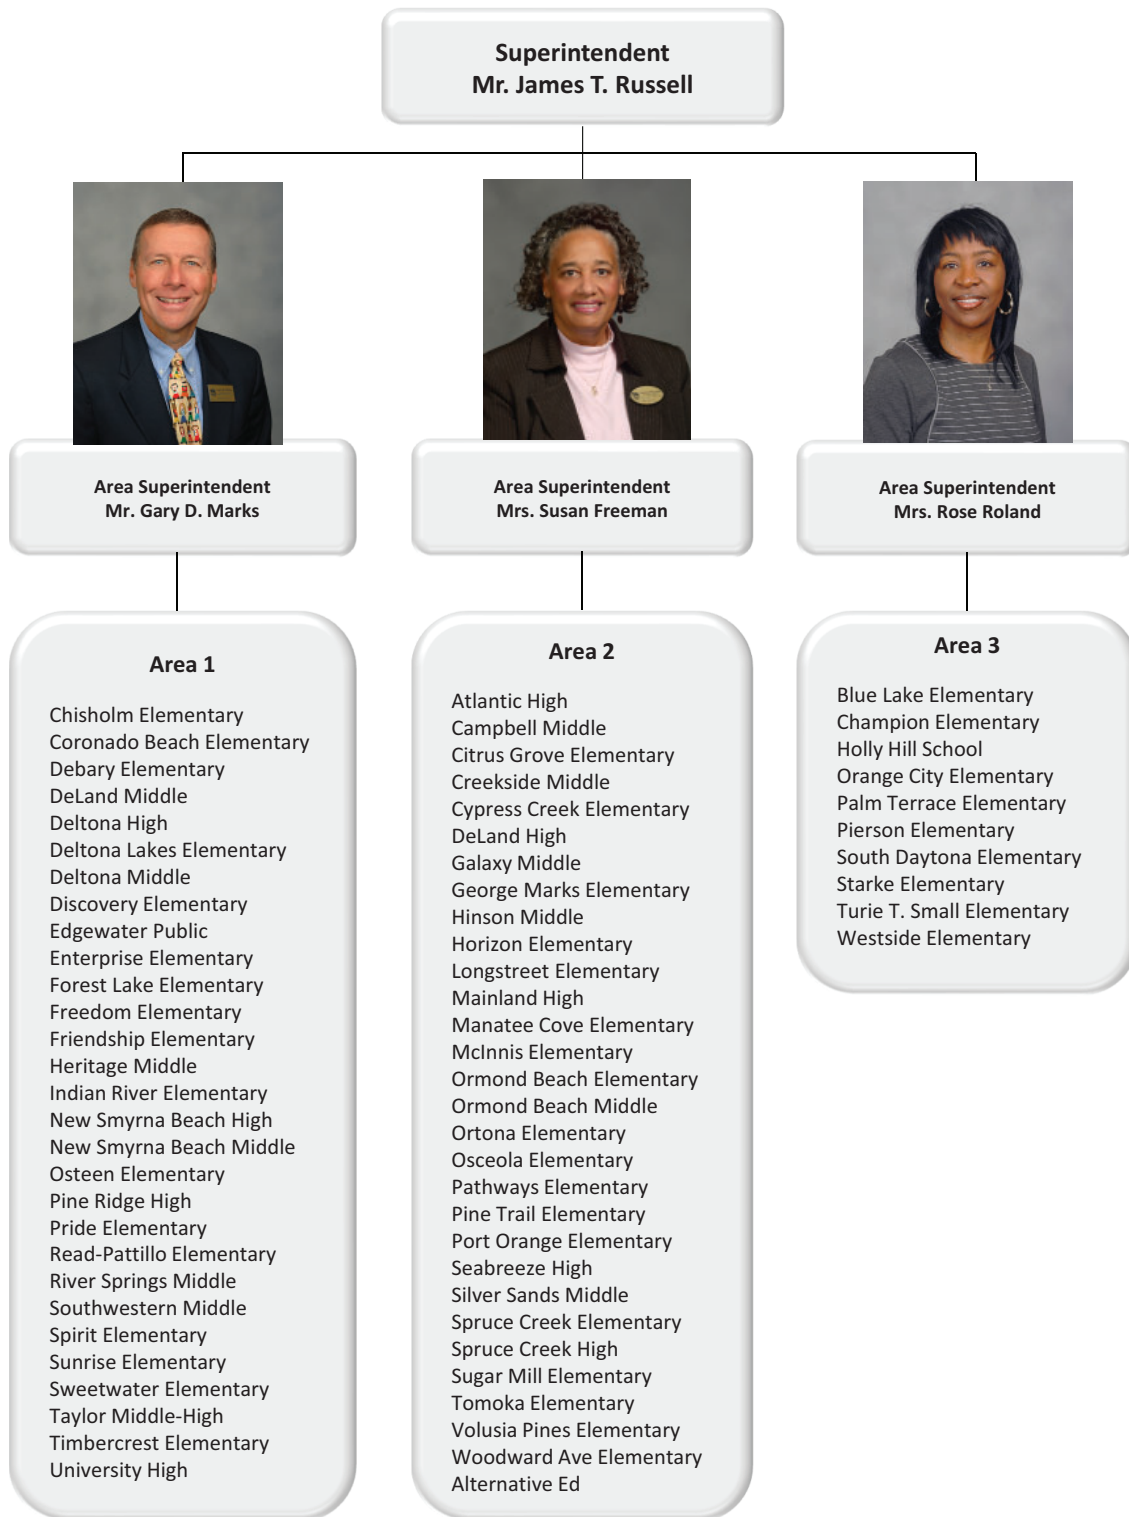 Superintendent
Mr. James T. Russell
Area Superintendent
Mr. Gary D. Marks
Area Superintendent
Mrs. Susan Freeman
Area Superintendent
Mrs. Rose Roland
Area 1
Chisholm Elementary
Coronado Beach Elementary
Debary Elementary
DeLand Middle
Deltona High
Deltona Lakes Elementary
Deltona Middle
Discovery Elementary
Edgewater Public
Enterprise Elementary
Forest Lake Elementary
Freedom Elementary
Friendship Elementary
Heritage Middle
Indian River Elementary
New Smyrna Beach High
New Smyrna Beach Middle
Osteen Elementary
Pine Ridge High
Pride Elementary
Read-Pattillo Elementary
River Springs Middle
Southwestern Middle
Spirit Elementary
Sunrise Elementary
Sweetwater Elementary
Taylor Middle-High
Timbercrest Elementary
University High
Area 2
Atlantic High
Campbell Middle
Citrus Grove Elementary
Creekside Middle
Cypress Creek Elementary
DeLand High
Galaxy Middle
George Marks Elementary
Hinson Middle
Horizon Elementary
Longstreet Elementary
Mainland High
Manatee Cove Elementary
McInnis Elementary
Ormond Beach Elementary
Ormond Beach Middle
Ortona Elementary
Osceola Elementary
Pathways Elementary
Pine Trail Elementary
Port Orange Elementary
Seabreeze High
Silver Sands Middle
Spruce Creek Elementary
Spruce Creek High
Sugar Mill Elementary
Tomoka Elementary
Volusia Pines Elementary
Woodward Ave Elementary
Alternative Ed
Area 3
Blue Lake Elementary
Champion Elementary
Holly Hill School
Orange City Elementary
Palm Terrace Elementary
Pierson Elementary
South Daytona Elementary
Starke Elementary
Turie T. Small Elementary
Westside Elementary